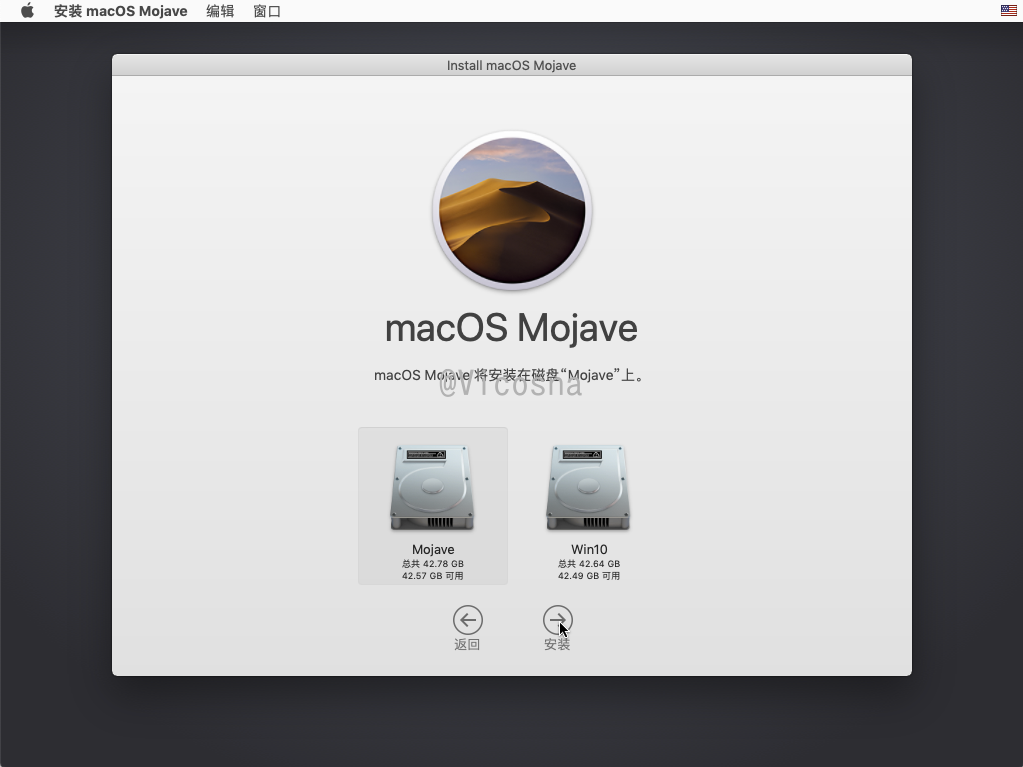 安装 macOS Mojave 编辑 窗口
Install macOS Mojave
macOS Mojave
macOS Mojave 将安装在磁盘“Mojave”上。
@Vicosna
Mojave
总共 42.78 GB
42.57 GB 可用
Win10
总共 42.64 GB
42.49 GB 可用
返回
安装